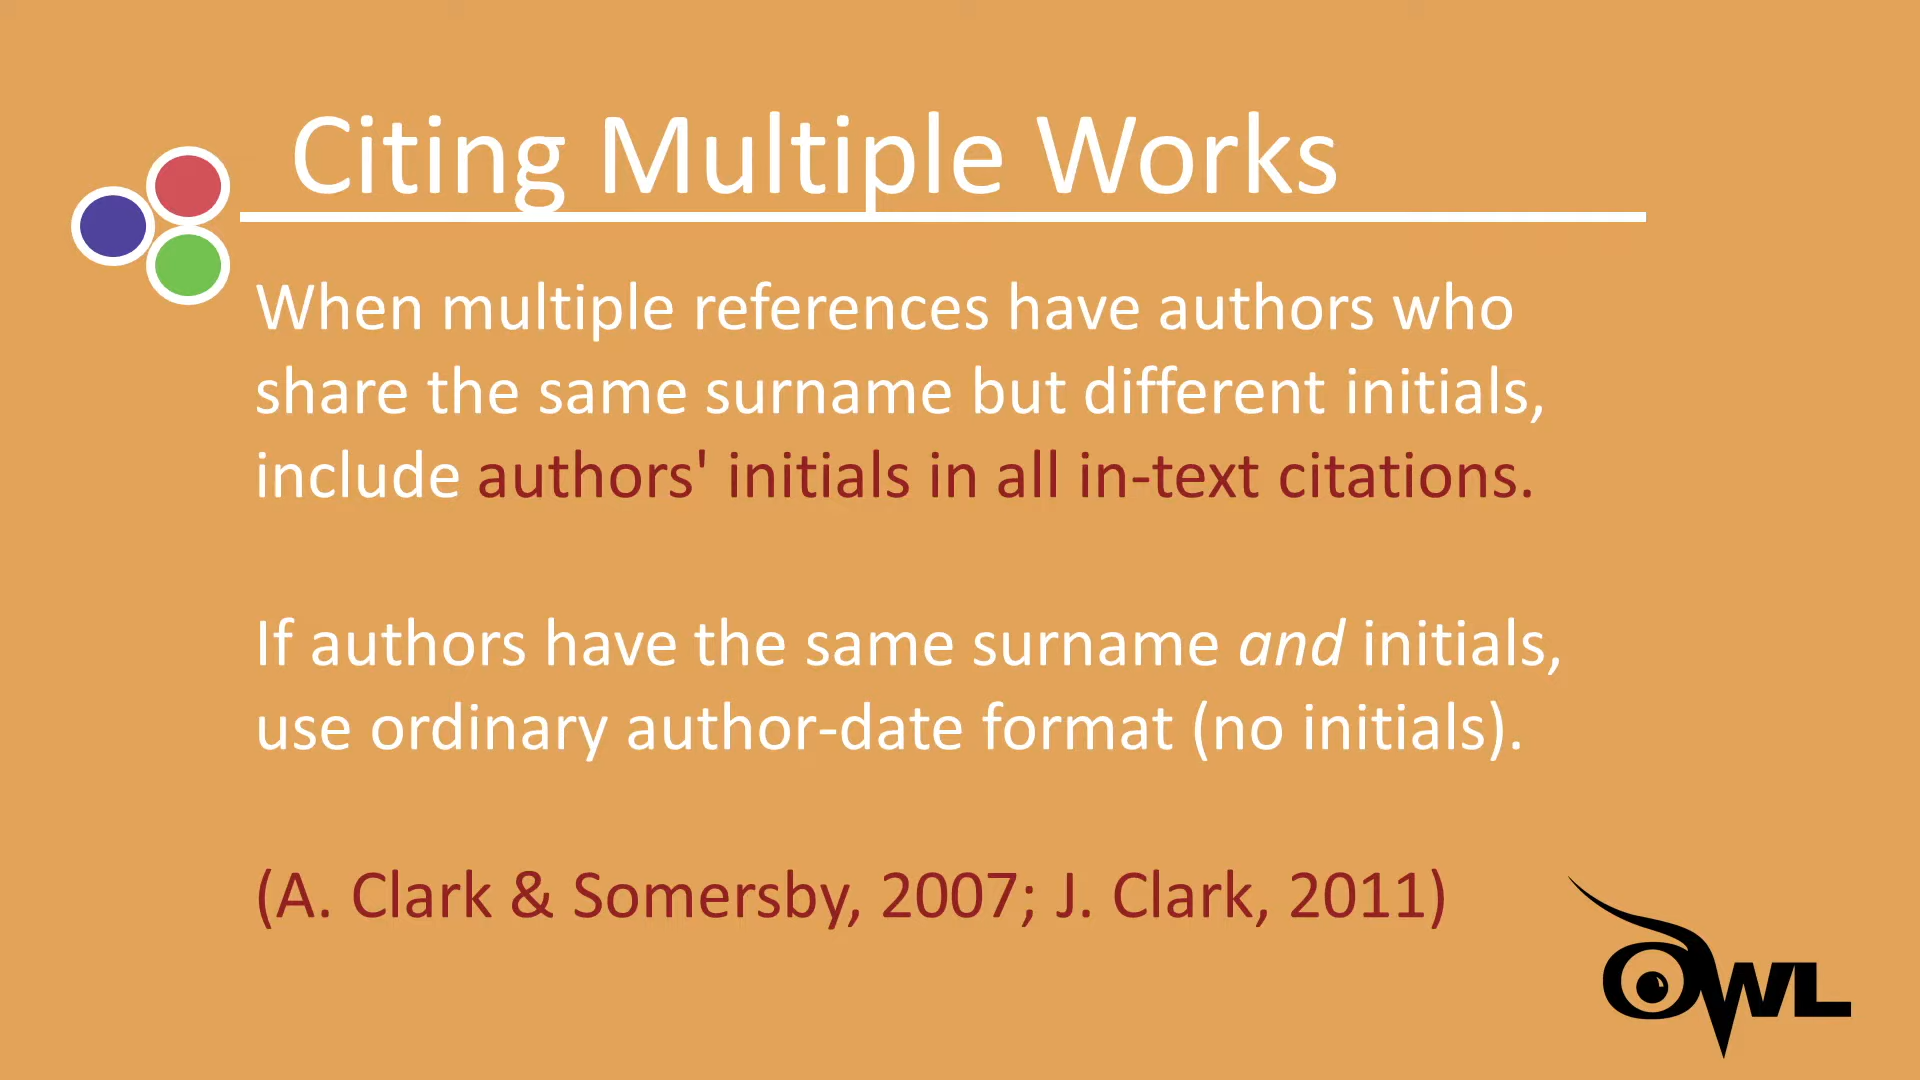 Citing Multiple Works
When multiple references have authors who
share the same surname but different initials,
include authors' initials in all in-text citations.
If authors have the same surname and initials,
use ordinary author-date format (no initials).
(A. Clark & Somersby, 2007; J. Clark, 2011)
OWL